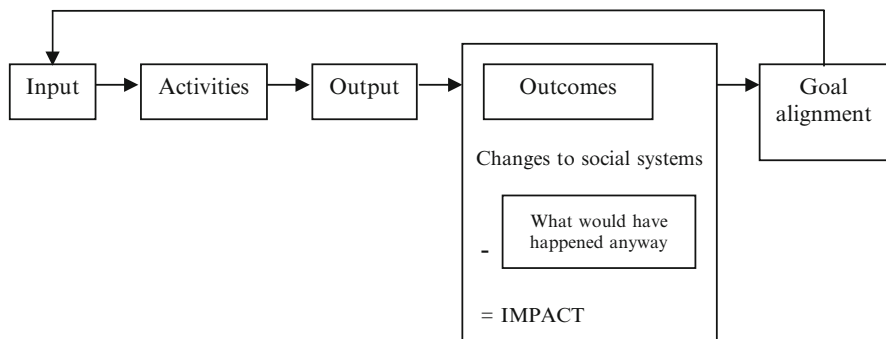 Input
Activities
Output
Outcomes
Changes to social systems
-
What would have
happened anyway
= IMPACT
Goal
alignment